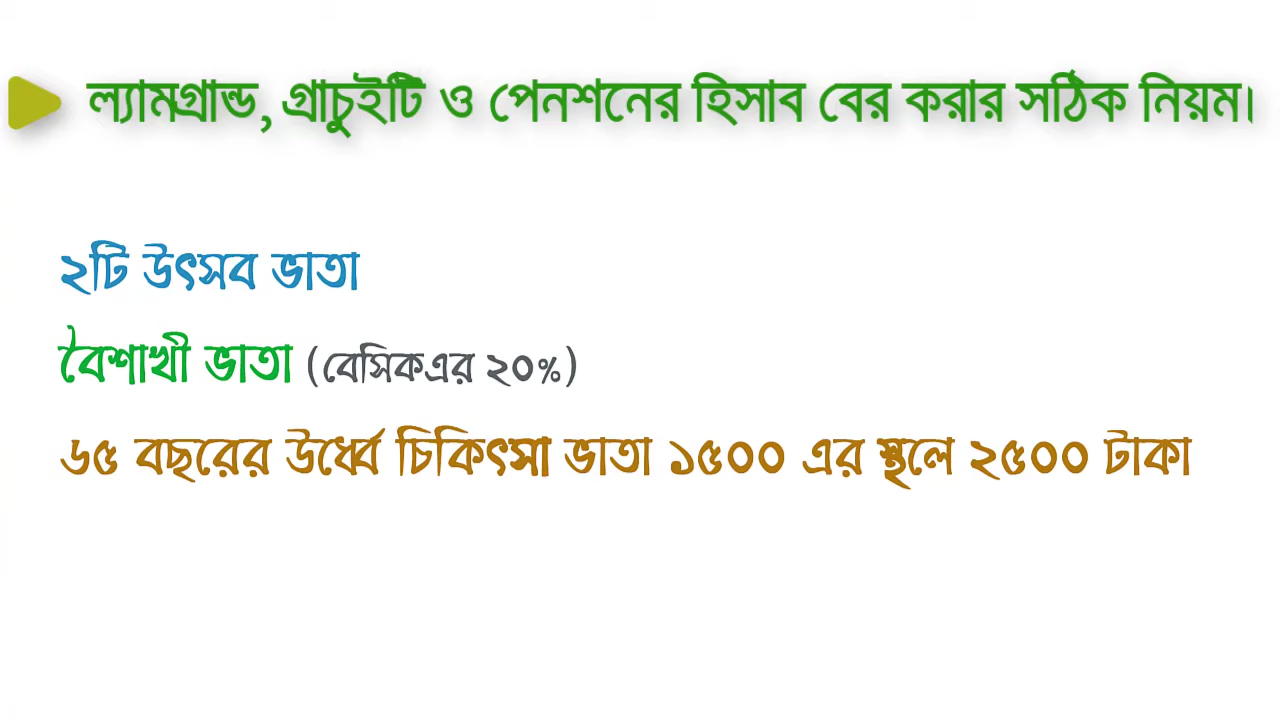 ল্যামগ্রান্ড, গ্রাচুইটি ও পেনশনের হিসাব বের করার সঠিক নিয়ম।
২টি উৎসব ভাতা
বৈশাখী ভাতা (বেসিকএর ২০%)
৬৫ বছরের উর্ধ্বে চিকিৎসা ভাতা ১৫০০ এর স্থলে ২৫০০ টাকা